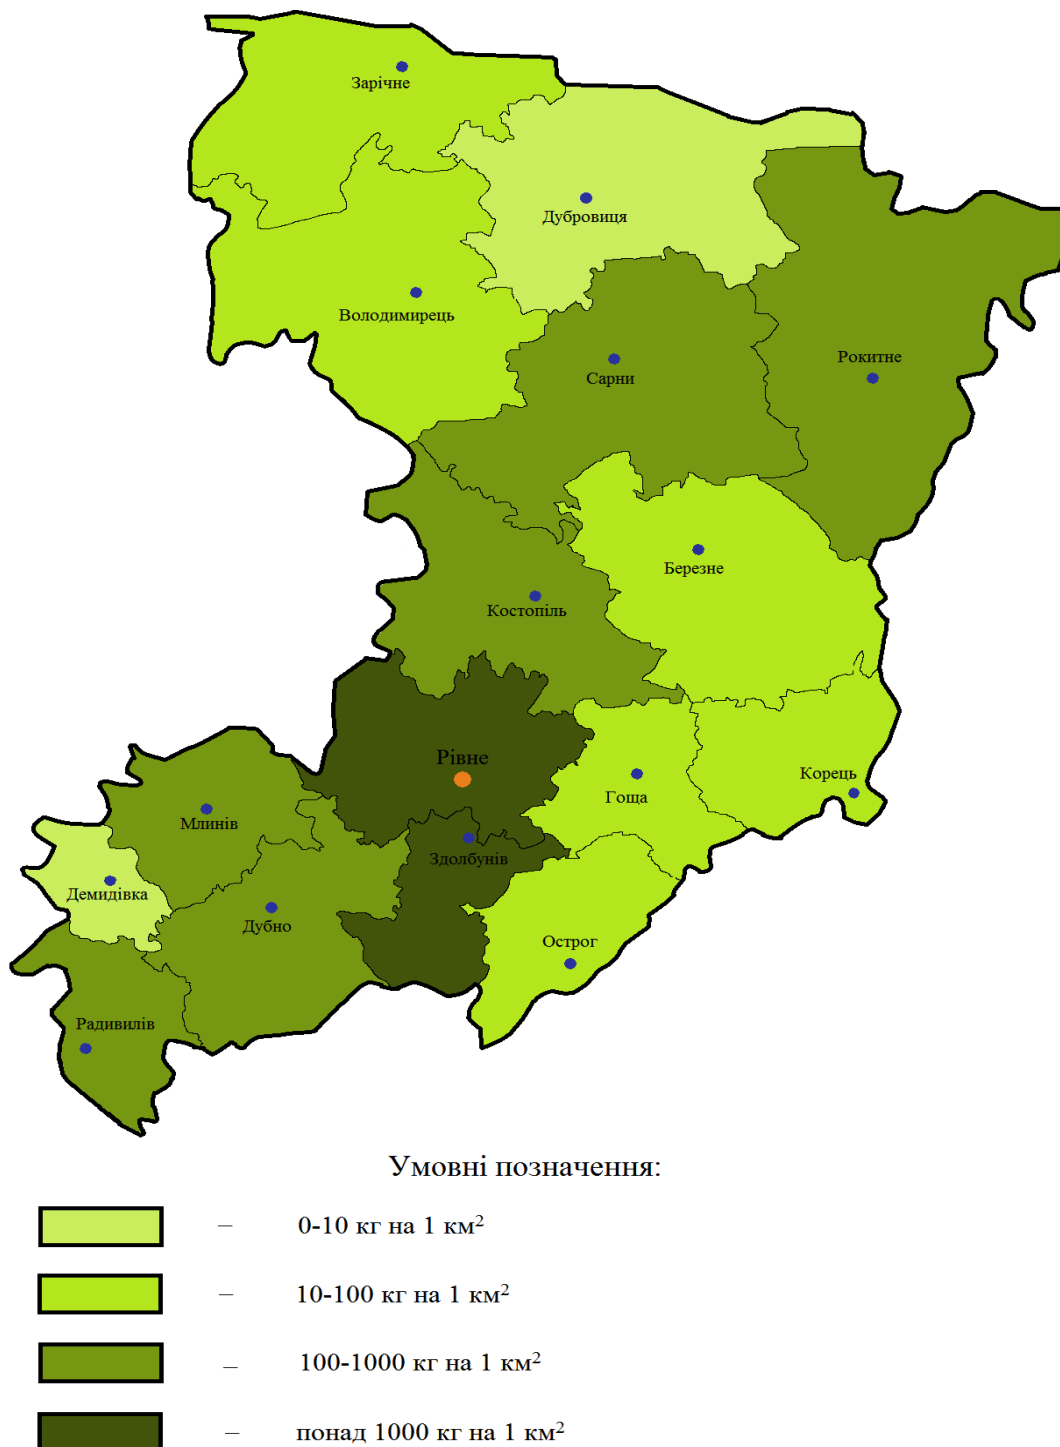 Зарічне
Дубровиця
Володимирець
Рокитне
Сарни
Березне
Костопіль
Рівне
Корець
Гоща
Млинів
Здолбунів
Демидівка
Дубно
Острог
Радивилів
Умовні позначення:
– 0-10 кг на 1 км²
– 10-100 кг на 1 км²
– 100-1000 кг на 1 км²
– понад 1000 кг на 1 км²